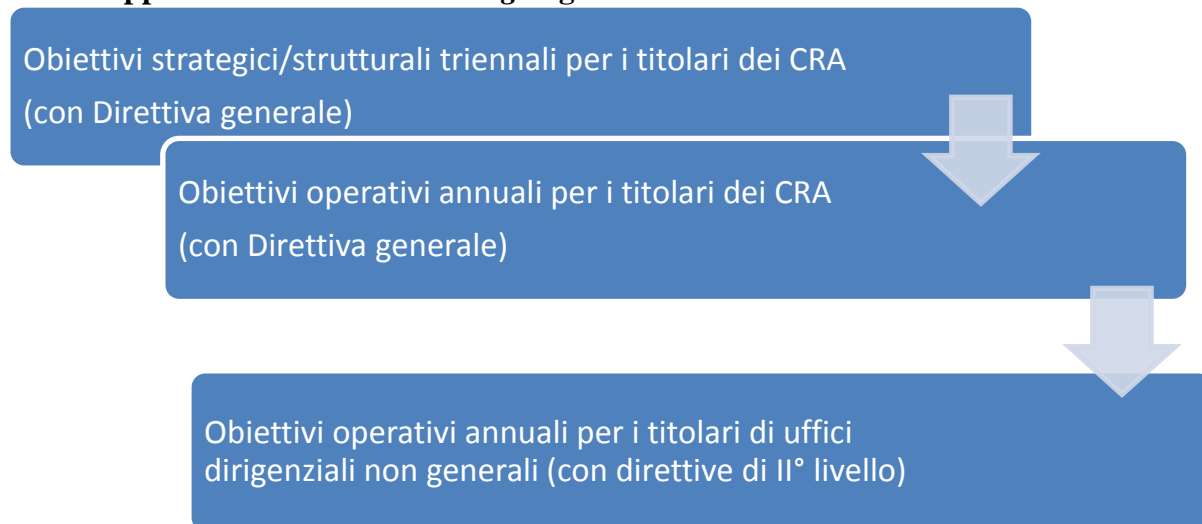 Obiettivi strategici/strutturali triennali per i titolari dei CRA
(con Direttiva generale)
Obiettivi operativi annuali per i titolari dei CRA
(con Direttiva generale)
Obiettivi operativi annuali per i titolari di uffici
dirigenziali non generali (con direttive di II° livello)